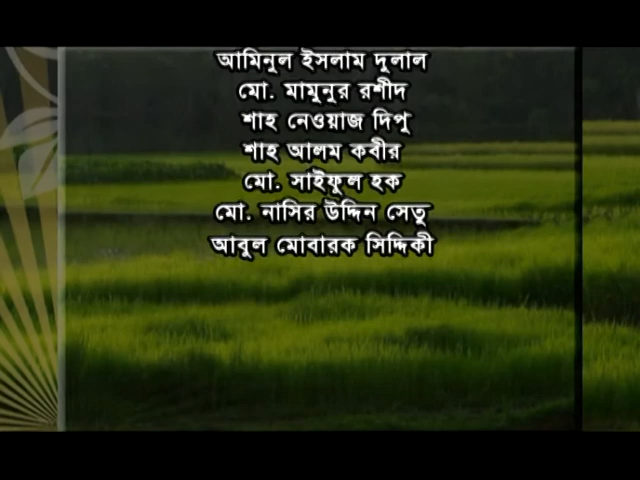 আমিনুল ইসলাম দুলাল
মো. মামুনুর রশীদ
শাহ নেওয়াজ দিপু
শাহ আলম কবীর
মো. সাইফুল হক
মো. নাসির উদ্দিন সেতু
আবুল মোবারক সিদ্দিকী